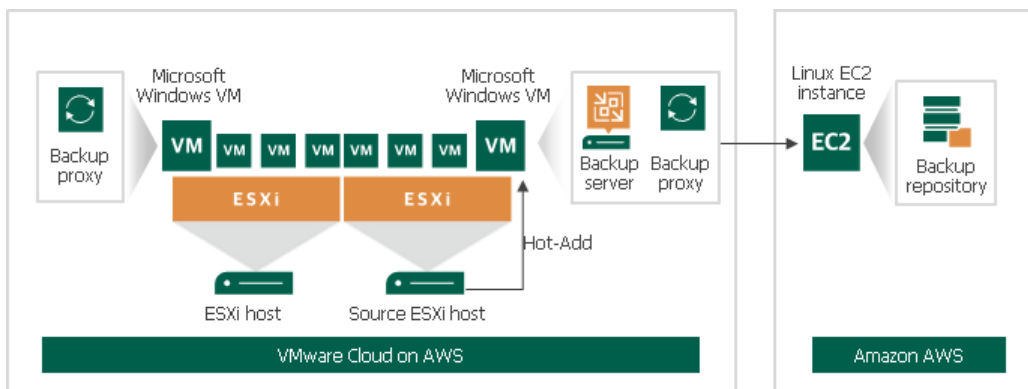 Microsoft
Windows VM
Microsoft
Windows VM
Linux EC2
instance
Backup
proxy
VM
VM
VM
VM
VM
VM
VM
VM
Backup
server
Backup
proxy
EC2
Backup
repository
ESXi
ESXi
Hot-Add
ESXi host
Source ESXi host
VMware Cloud on AWS
Amazon AWS